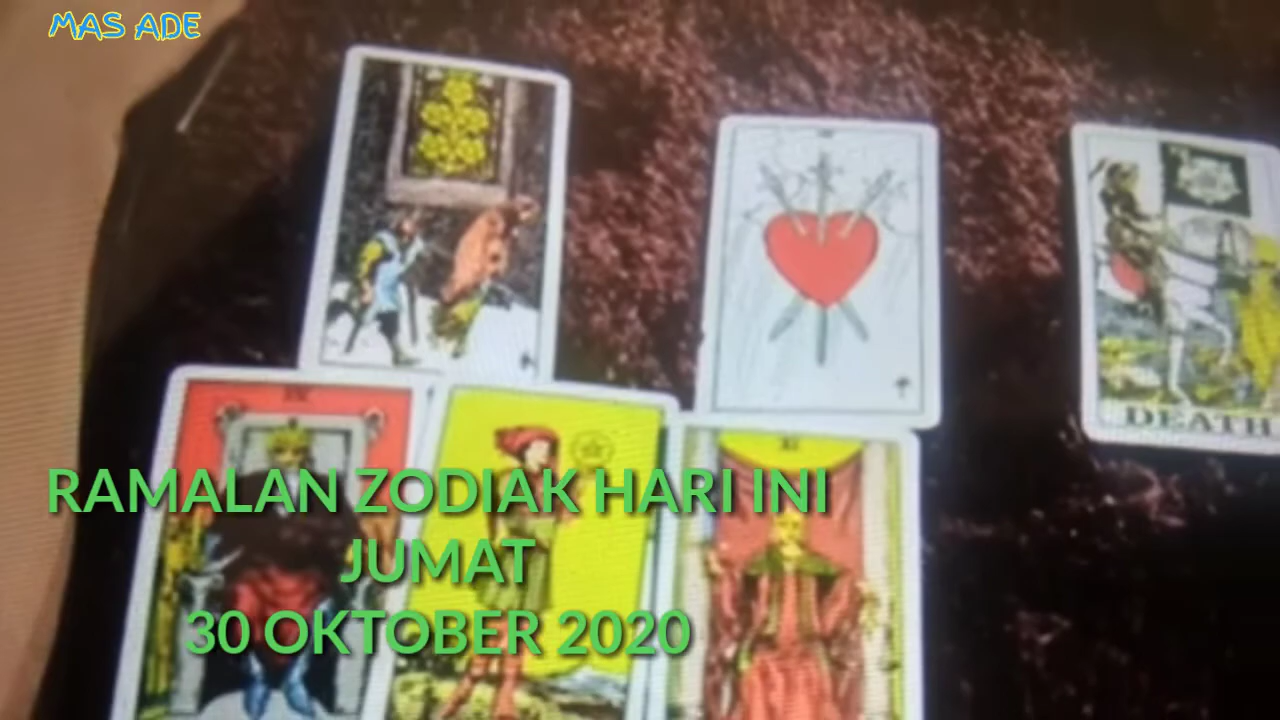 MAS ADE
DEATH
RAMALAN ZODIAK HARI INI
JUMAT
30 OKTOBER 2020